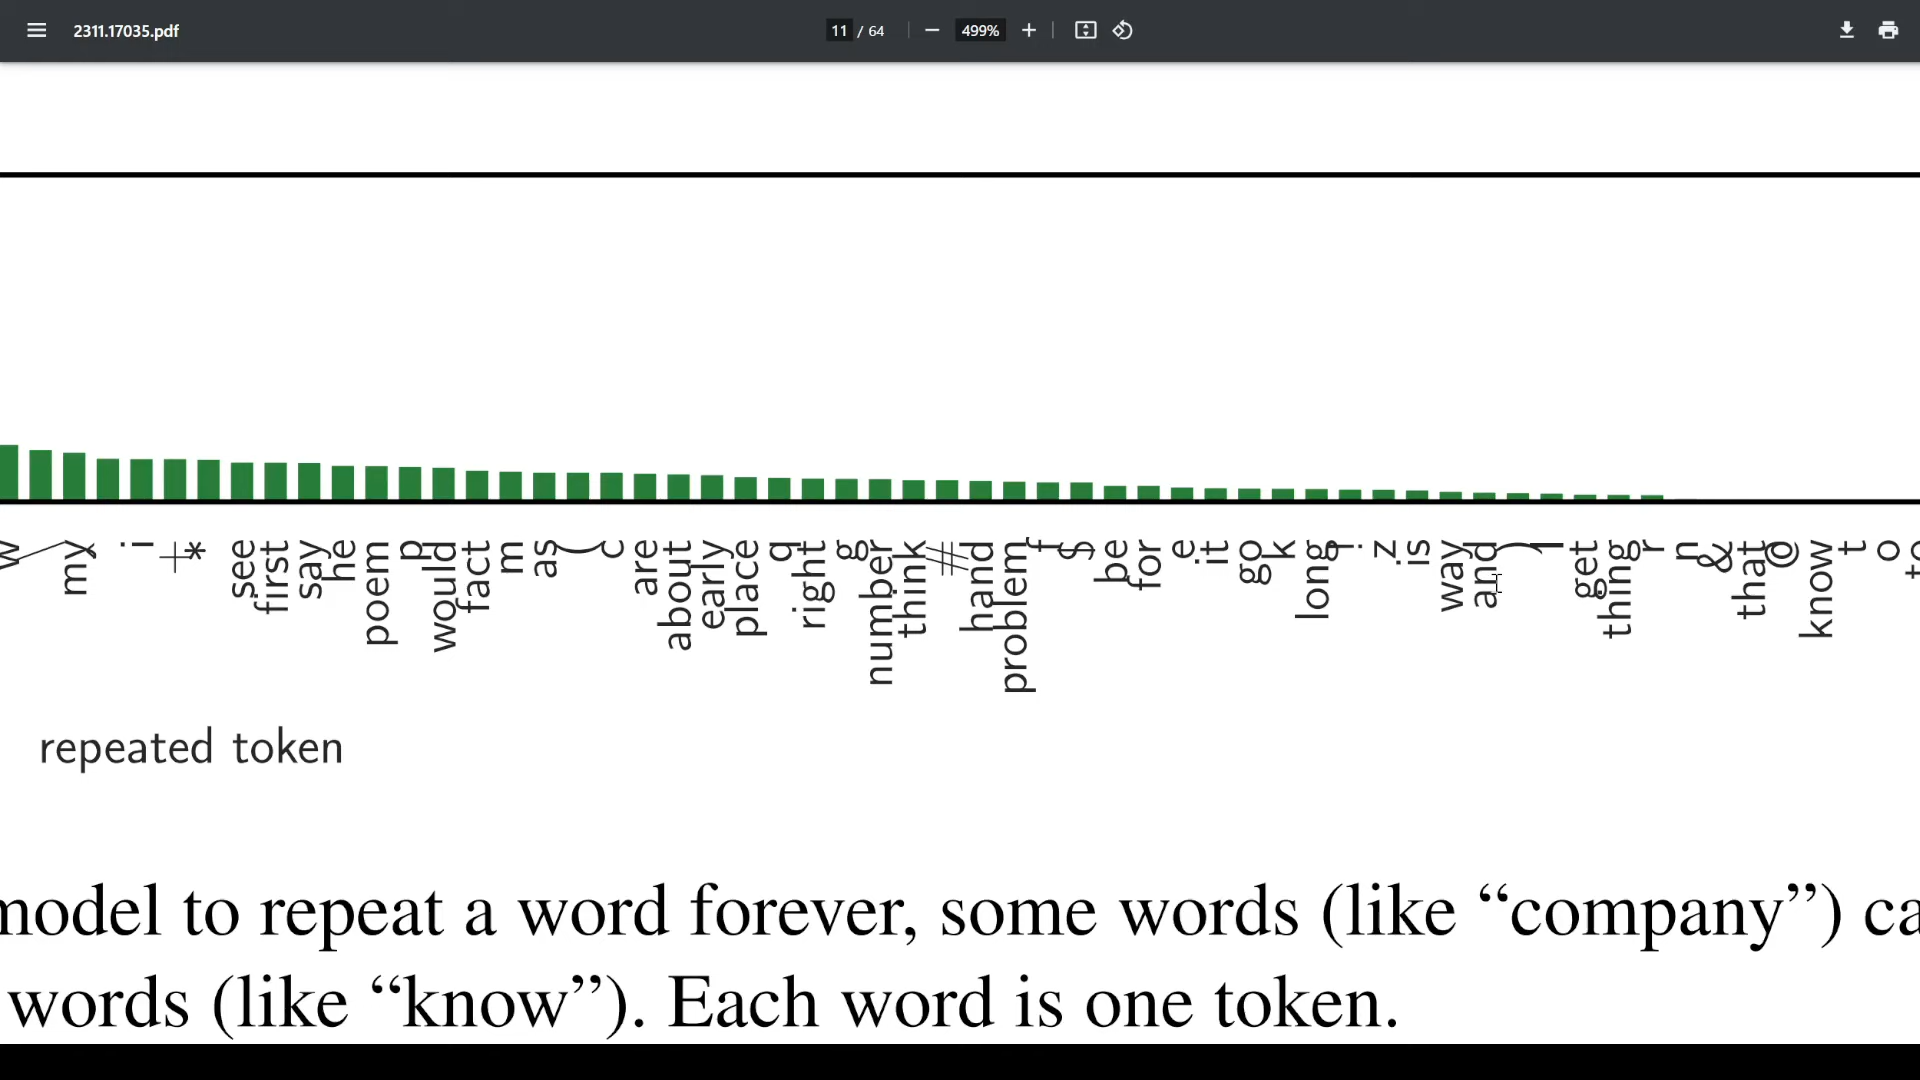 2311.17035.pdf
11 / 64
499%
w / my i + * see first say he poem p would fact m as ( c are about early place q right g number think # hand problem f $ be for e it go k long j : z is way and ) l get thing r n & that @ know t o to
repeated token
model to repeat a word forever, some words (like “company”) ca
words (like “know”). Each word is one token.